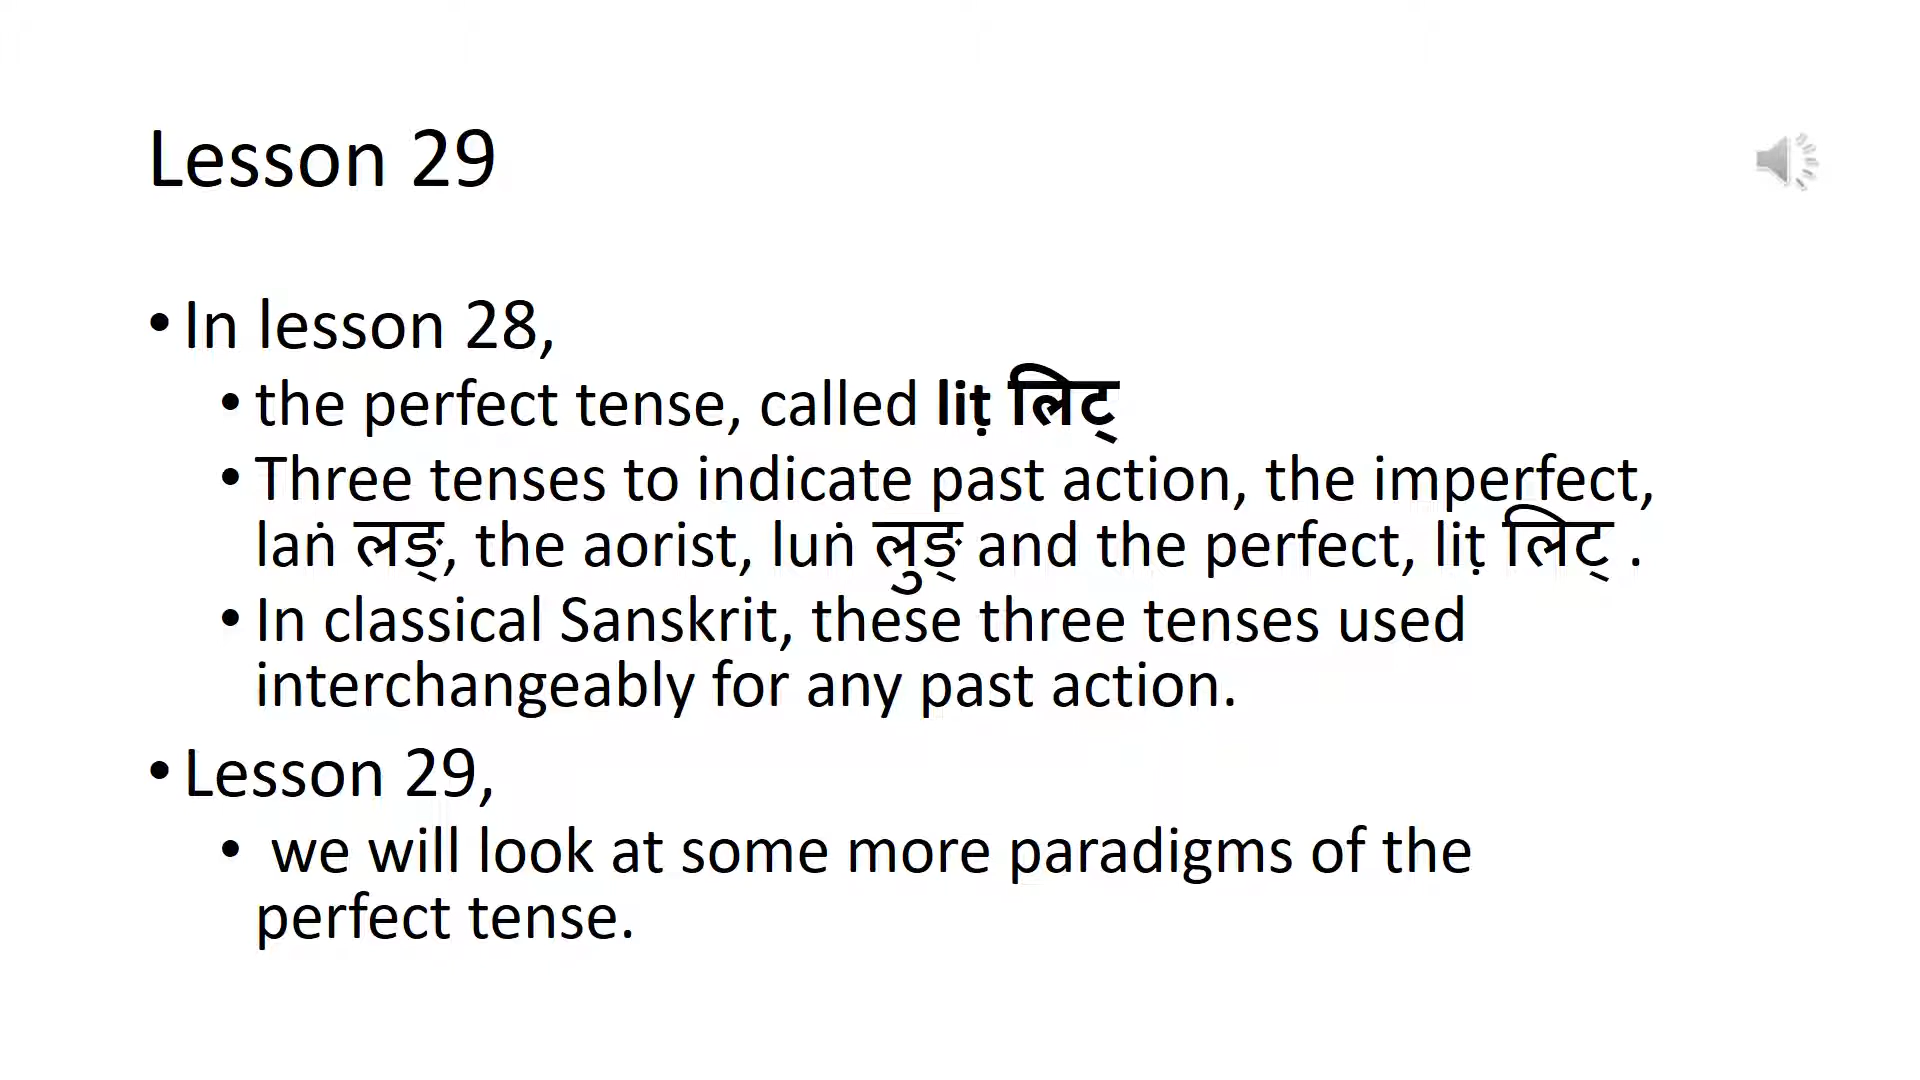 Lesson 29
• In lesson 28,
• the perfect tense, called liṭ लिट्
• Three tenses to indicate past action, the imperfect,
laṅ लङ्, the aorist, luṅ लुङ् and the perfect, liṭ लिट् .
• In classical Sanskrit, these three tenses used
interchangeably for any past action.
• Lesson 29,
• we will look at some more paradigms of the
perfect tense.